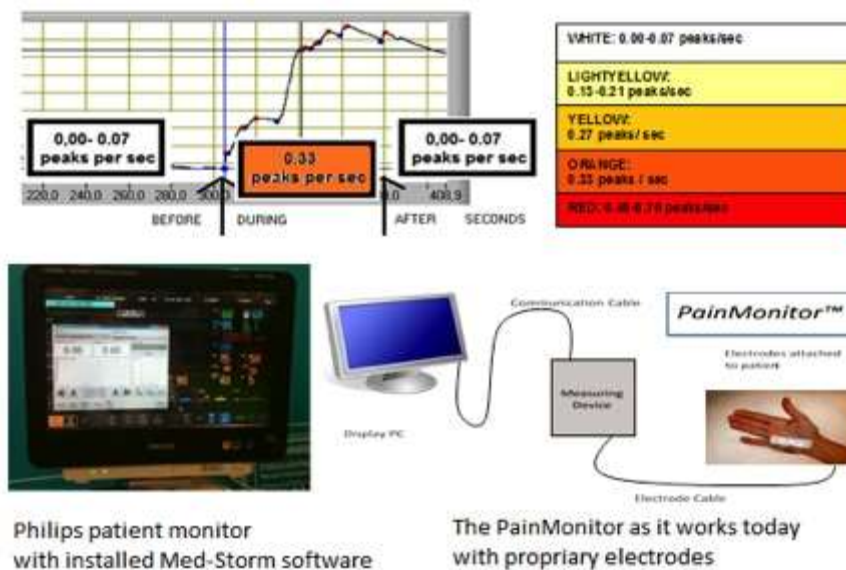 0,00- 0.07
peaks per sec
0.33
peaks per sec
0,00- 0.07
peaks per sec
220,0 240,0 260,0 280,0 300,0 408,9
BEFORE DURING AFTER SECONDS
WHITE: 0.00-0.07 peaks/sec
LIGHTYELLOW:
0.13-0.21 peaks/sec
YELLOW:
0.27 peaks/ sec
ORANGE:
0.33 peaks / sec
RED: peaks/sec
Communication Cable
PainMonitor™
Electrodes attached
to patient
Measuring
Device
Display PC
Electrode Cable
Philips patient monitor
with installed Med-Storm software
The PainMonitor as it works today
with propriary electrodes